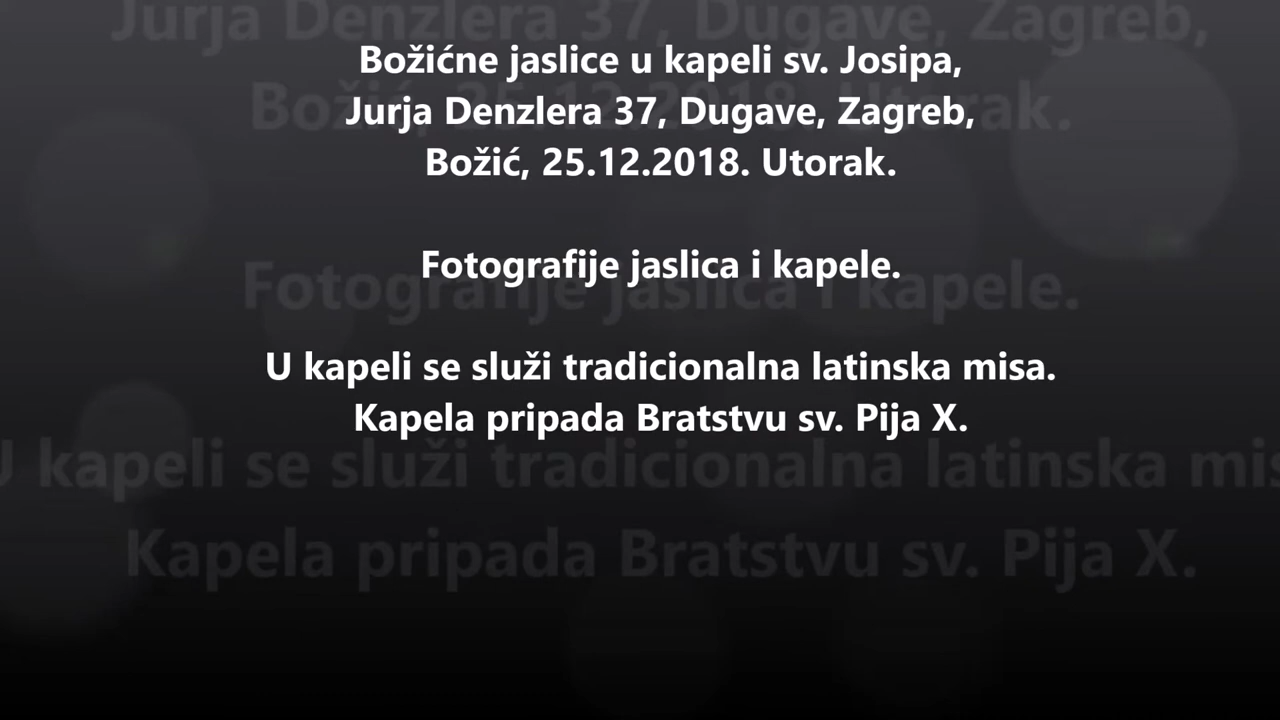 Božićne jaslice u kapeli sv. Josipa,
Jurja Denzlera 37, Dugave, Zagreb,
Božić, 25.12.2018. Utorak.
Fotografije jaslica i kapele.
U kapeli se služi tradicionalna latinska misa.
Kapela pripada Bratstvu sv. Pija X.